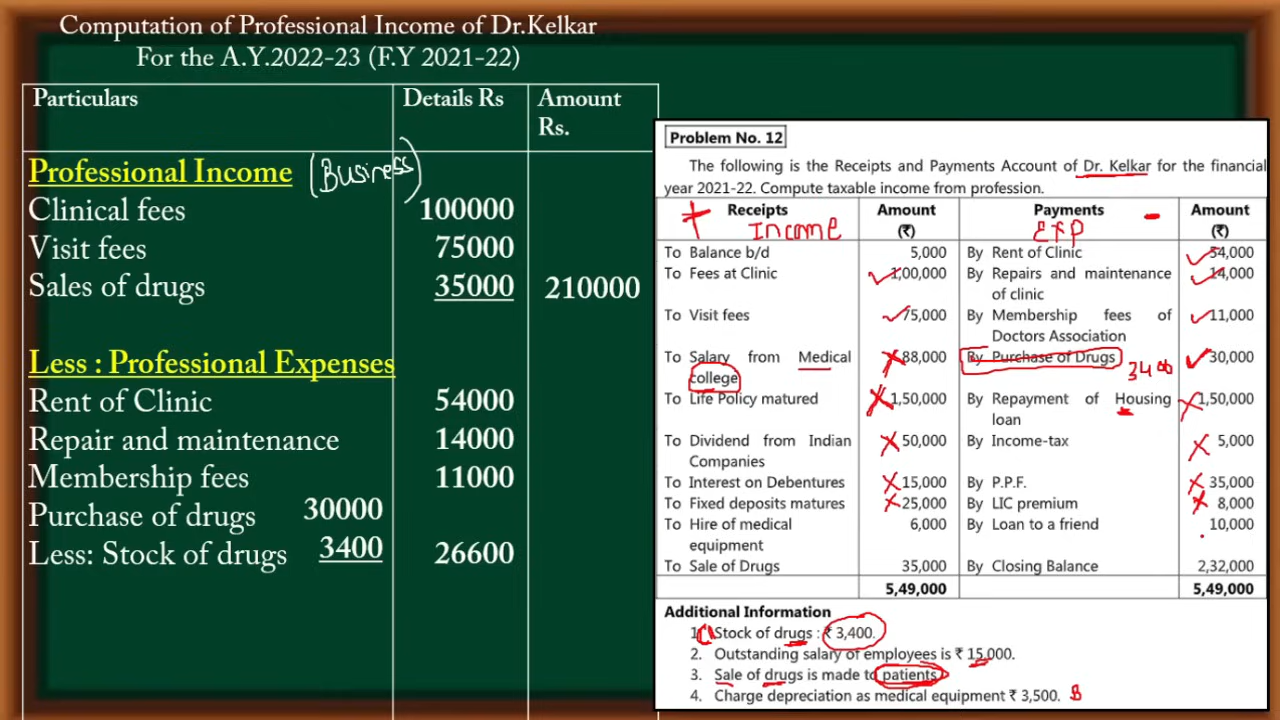 Computation of Professional Income of Dr.Kelkar
For the A.Y.2022-23 (F.Y 2021-22)
Particulars Details Rs Amount Rs.
Professional Income (Business)
Clinical fees 100000
Visit fees 75000
Sales of drugs 35000 210000
Less : Professional Expenses
Rent of Clinic 54000
Repair and maintenance 14000
Membership fees 11000
Purchase of drugs 30000
Less: Stock of drugs 3400 26600
Problem No. 12
The following is the Receipts and Payments Account of Dr. Kelkar for the financial
year 2021-22. Compute taxable income from profession.
Receipts Amount Payments Amount
+ Income (₹) Exp - (₹)
To Balance b/d 5,000 By Rent of Clinic 54,000
To Fees at Clinic 1,00,000 By Repairs and maintenance 14,000
of clinic
To Visit fees 75,000 By Membership fees of 11,000
Doctors Association
To Salary from Medical 88,000 By Purchase of Drugs 30,000
college 3400
To Life Policy matured 1,50,000 By Repayment of Housing 1,50,000
loan
To Dividend from Indian 50,000 By Income-tax 5,000
Companies
To Interest on Debentures 15,000 By P.P.F. 35,000
To Fixed deposits matures 25,000 By LIC premium 8,000
To Hire of medical 6,000 By Loan to a friend 10,000
equipment
To Sale of Drugs 35,000 By Closing Balance 2,32,000
5,49,000 5,49,000
Additional Information
1. Stock of drugs : ₹ 3,400.
2. Outstanding salary of employees is ₹ 15,000.
3. Sale of drugs is made to patients
4. Charge depreciation as medical equipment ₹ 3,500.